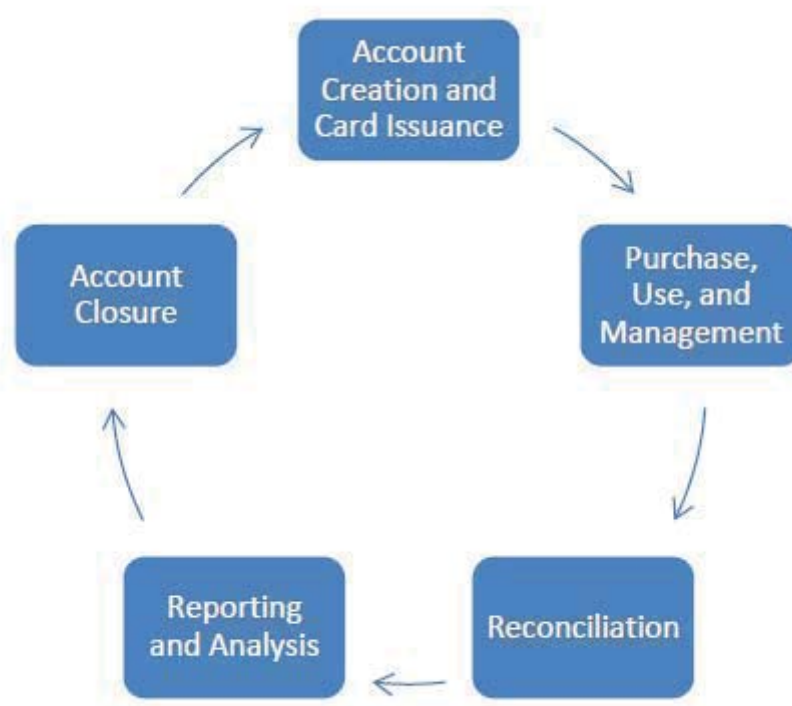 Account
Creation and
Card Issuance
Purchase,
Use, and
Management
Reconciliation
Reporting
and Analysis
Account
Closure